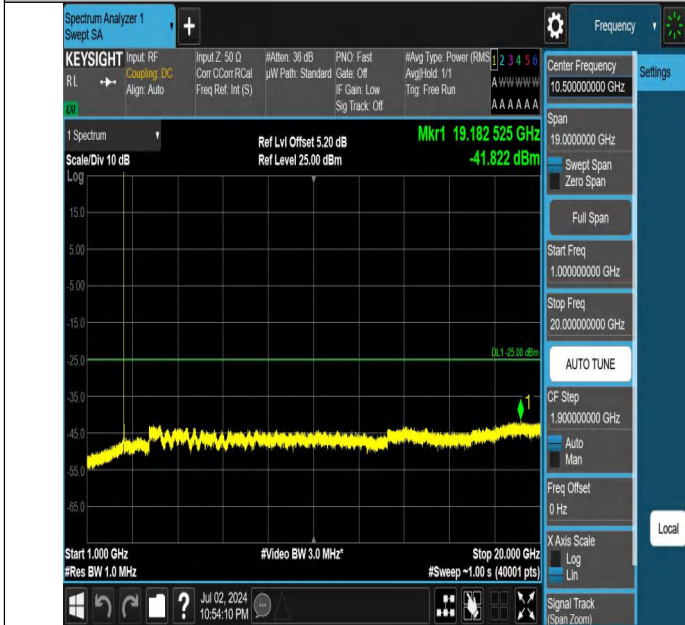 Spectrum Analyzer 1
Swept SA
+
Frequency
KEYSIGHT
RL
Input: RF
Coupling: DC
Align: Auto
Input Z: 50 Ω
Corr CCorr RCal
Freq Ref: Int (S)
#Atten: 36 dB
µW Path: Standard
PNO: Fast
Gate: Off
IF Gain: Low
Sig Track: Off
#Avg Type: Power (RMS
Avg|Hold: 1/1
Trig: Free Run
1 2 3 4 5 6
A W W W W W
A A A A A A
Center Frequency
10.500000000 GHz
Settings
Span
19.0000000 GHz
Swept Span
Zero Span
Full Span
Start Freq
1.000000000 GHz
Stop Freq
20.000000000 GHz
AUTO TUNE
CF Step
1.900000000 GHz
Auto
Man
Freq Offset
0 Hz
X Axis Scale
Log
Lin
Local
Signal Track
(Span Zoom)
1 Spectrum
Scale/Div 10 dB
Ref Lvl Offset 5.20 dB
Ref Level 25.00 dBm
Mkr1 19.182 525 GHz
-41.822 dBm
Log
15.0
5.00
-5.00
-15.0
-25.0
DL1 -25.00 dBm
-35.0
1
-45.0
-55.0
-65.0
Start 1.000 GHz
#Res BW 1.0 MHz
#Video BW 3.0 MHz*
Stop 20.000 GHz
#Sweep ~1.00 s (40001 pts)
?
Jul 02, 2024
10:54:10 PM